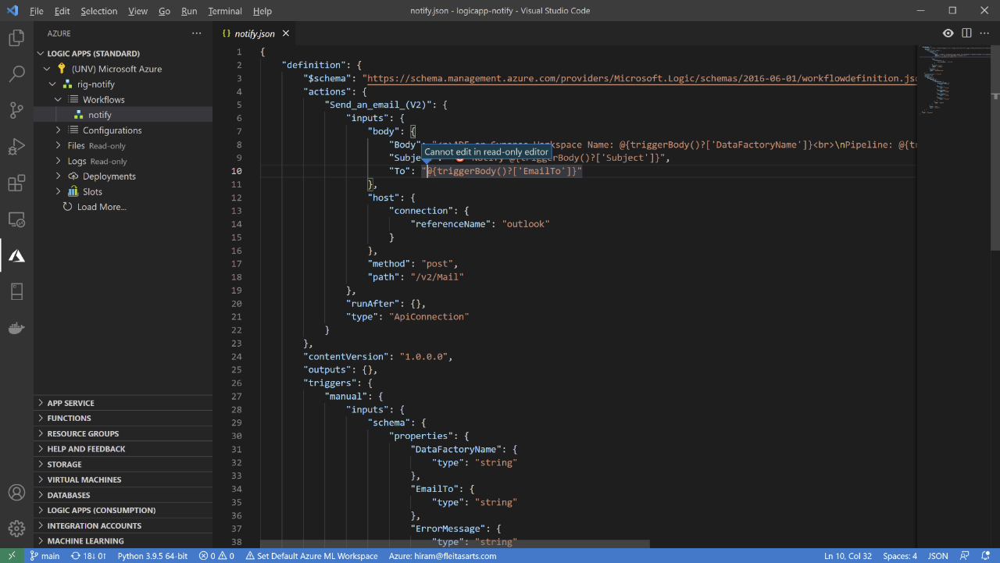 File Edit Selection View Go Run Terminal Help notify.json - logicapp-notify - Visual Studio Code
AZURE ...
{} notify.json
LOGIC APPS (STANDARD)
(UNV) Microsoft Azure
rig-notify
Workflows
notify
Configurations
Files Read-only
Logs Read-only
Deployments
Slots
Load More...
APP SERVICE
FUNCTIONS
RESOURCE GROUPS
HELP AND FEEDBACK
STORAGE
VIRTUAL MACHINES
DATABASES
LOGIC APPS (CONSUMPTION)
INTEGRATION ACCOUNTS
MACHINE LEARNING
1 {
2 "definition": {
3 "$schema": "https://schema.management.azure.com/providers/Microsoft.Logic/schemas/2016-06-01/workflowdefinition.jso
4 "actions": {
5 "Send_an_email_(V2)": {
6 "inputs": {
7 "body": {
Cannot edit in read-only editor
8 "Body": Workspace Name: @{triggerBody()?['DataFactoryName']}<br>\nPipeline: @{tr
9 "Subje Notify @{triggerBody()?['Subject']}",
10 "To": "@{triggerBody()?['EmailTo']}"
11 },
12 "host": {
13 "connection": {
14 "referenceName": "outlook"
15 }
16 },
17 "method": "post",
18 "path": "/v2/Mail"
19 },
20 "runAfter": {},
21 "type": "ApiConnection"
22 }
23 },
24 "contentVersion": "1.0.0.0",
25 "outputs": {},
26 "triggers": {
27 "manual": {
28 "inputs": {
29 "schema": {
30 "properties": {
31 "DataFactoryName": {
32 "type": "string"
33 },
34 "EmailTo": {
35 "type": "string"
36 },
37 "ErrorMessage": {
38 "type": "string"
main 18↓ 0↑ Python 3.9.5 64-bit 0 0 Set Default Azure ML Workspace Azure: hiram@fleitasarts.com Ln 10, Col 32 Spaces: 4 JSON